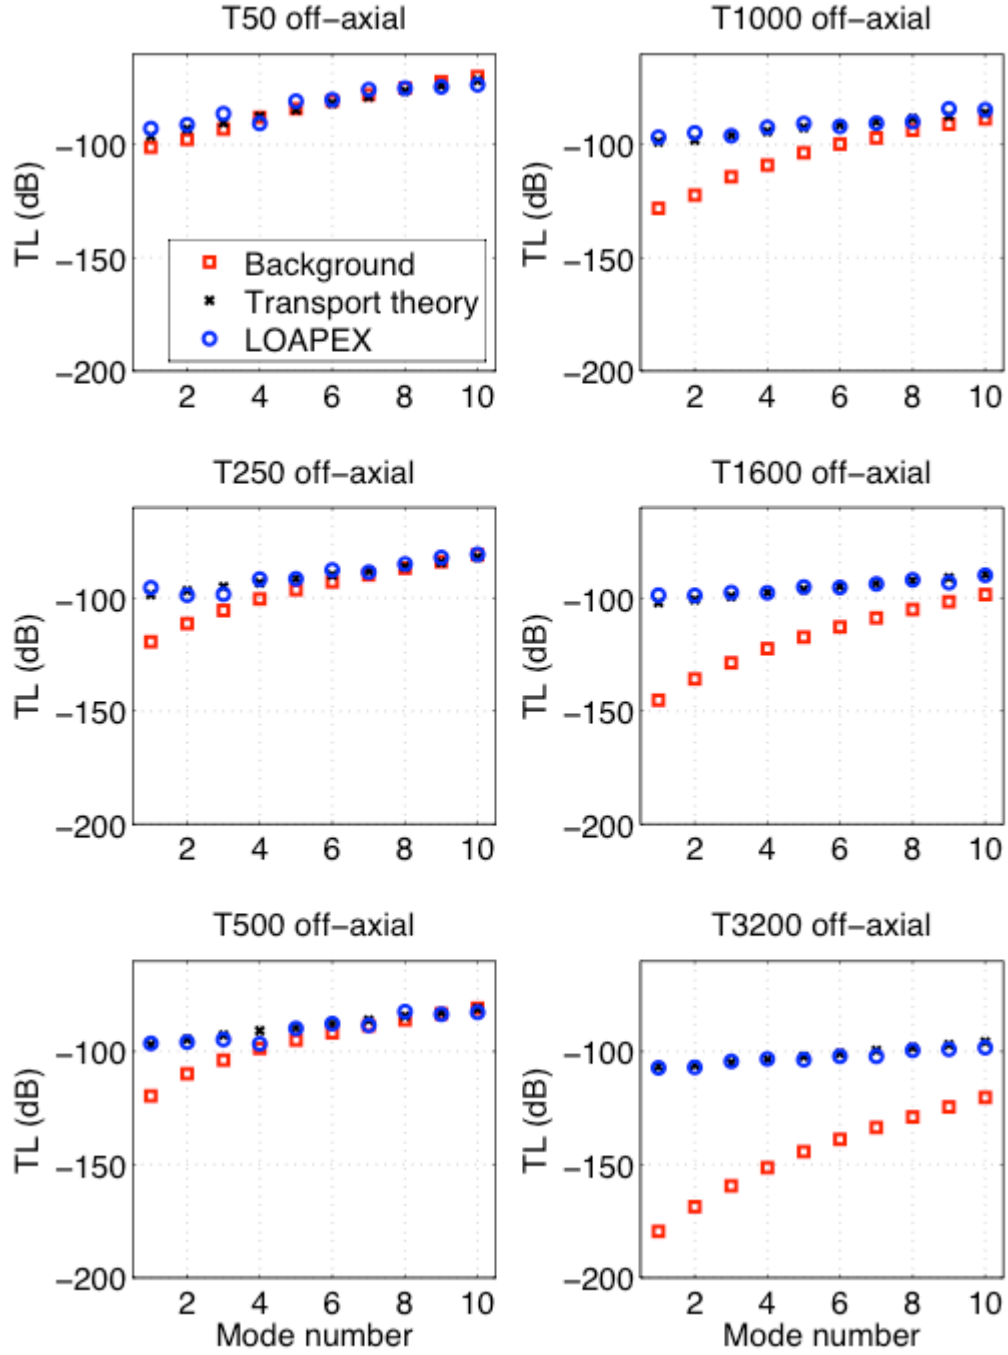 T50 off-axial
TL (dB)
-100
-150
-200
Background
Transport theory
LOAPEX
2 4 6 8 10
T1000 off-axial
TL (dB)
-100
-150
-200
2 4 6 8 10
T250 off-axial
TL (dB)
-100
-150
-200
2 4 6 8 10
T1600 off-axial
TL (dB)
-100
-150
-200
2 4 6 8 10
T500 off-axial
TL (dB)
-100
-150
-200
2 4 6 8 10
Mode number
T3200 off-axial
TL (dB)
-100
-150
-200
2 4 6 8 10
Mode number